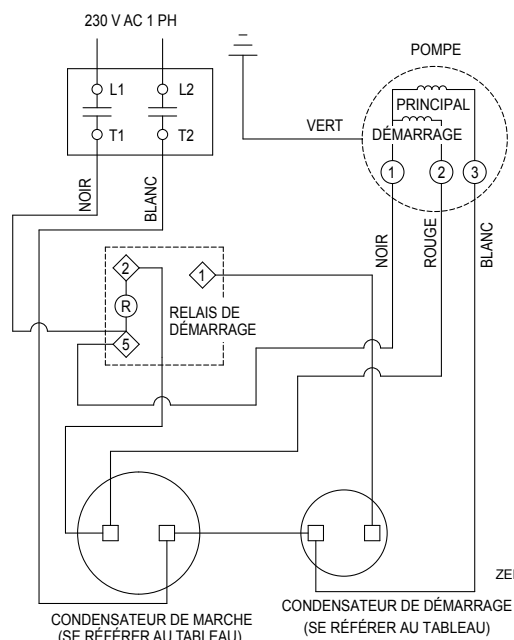 230 V AC 1 PH
POMPE
L1
L2
PRINCIPAL
VERT
DÉMARRAGE
T1
T2
1
2
3
NOIR
BLANC
NOIR
ROUGE
BLANC
2
1
R
RELAIS DE
DÉMARRAGE
5
CONDENSATEUR DE MARCHE
(SE RÉFÉRER AU TABLEAU)
CONDENSATEUR DE DÉMARRAGE
(SE RÉFÉRER AU TABLEAU)